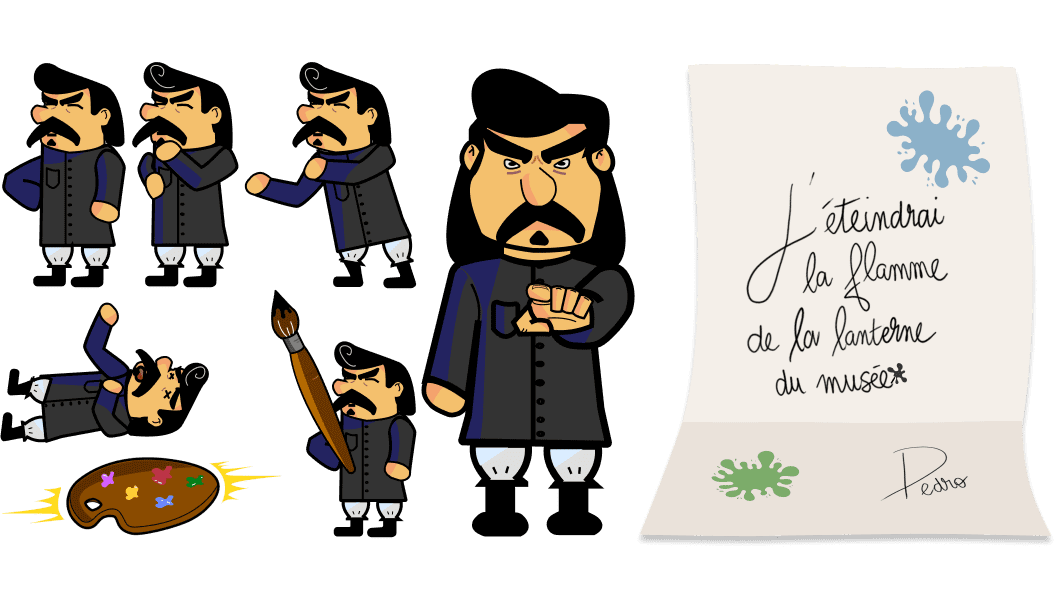 J'éteindrai
la flamme
de la lanterne
du musée
Pedro